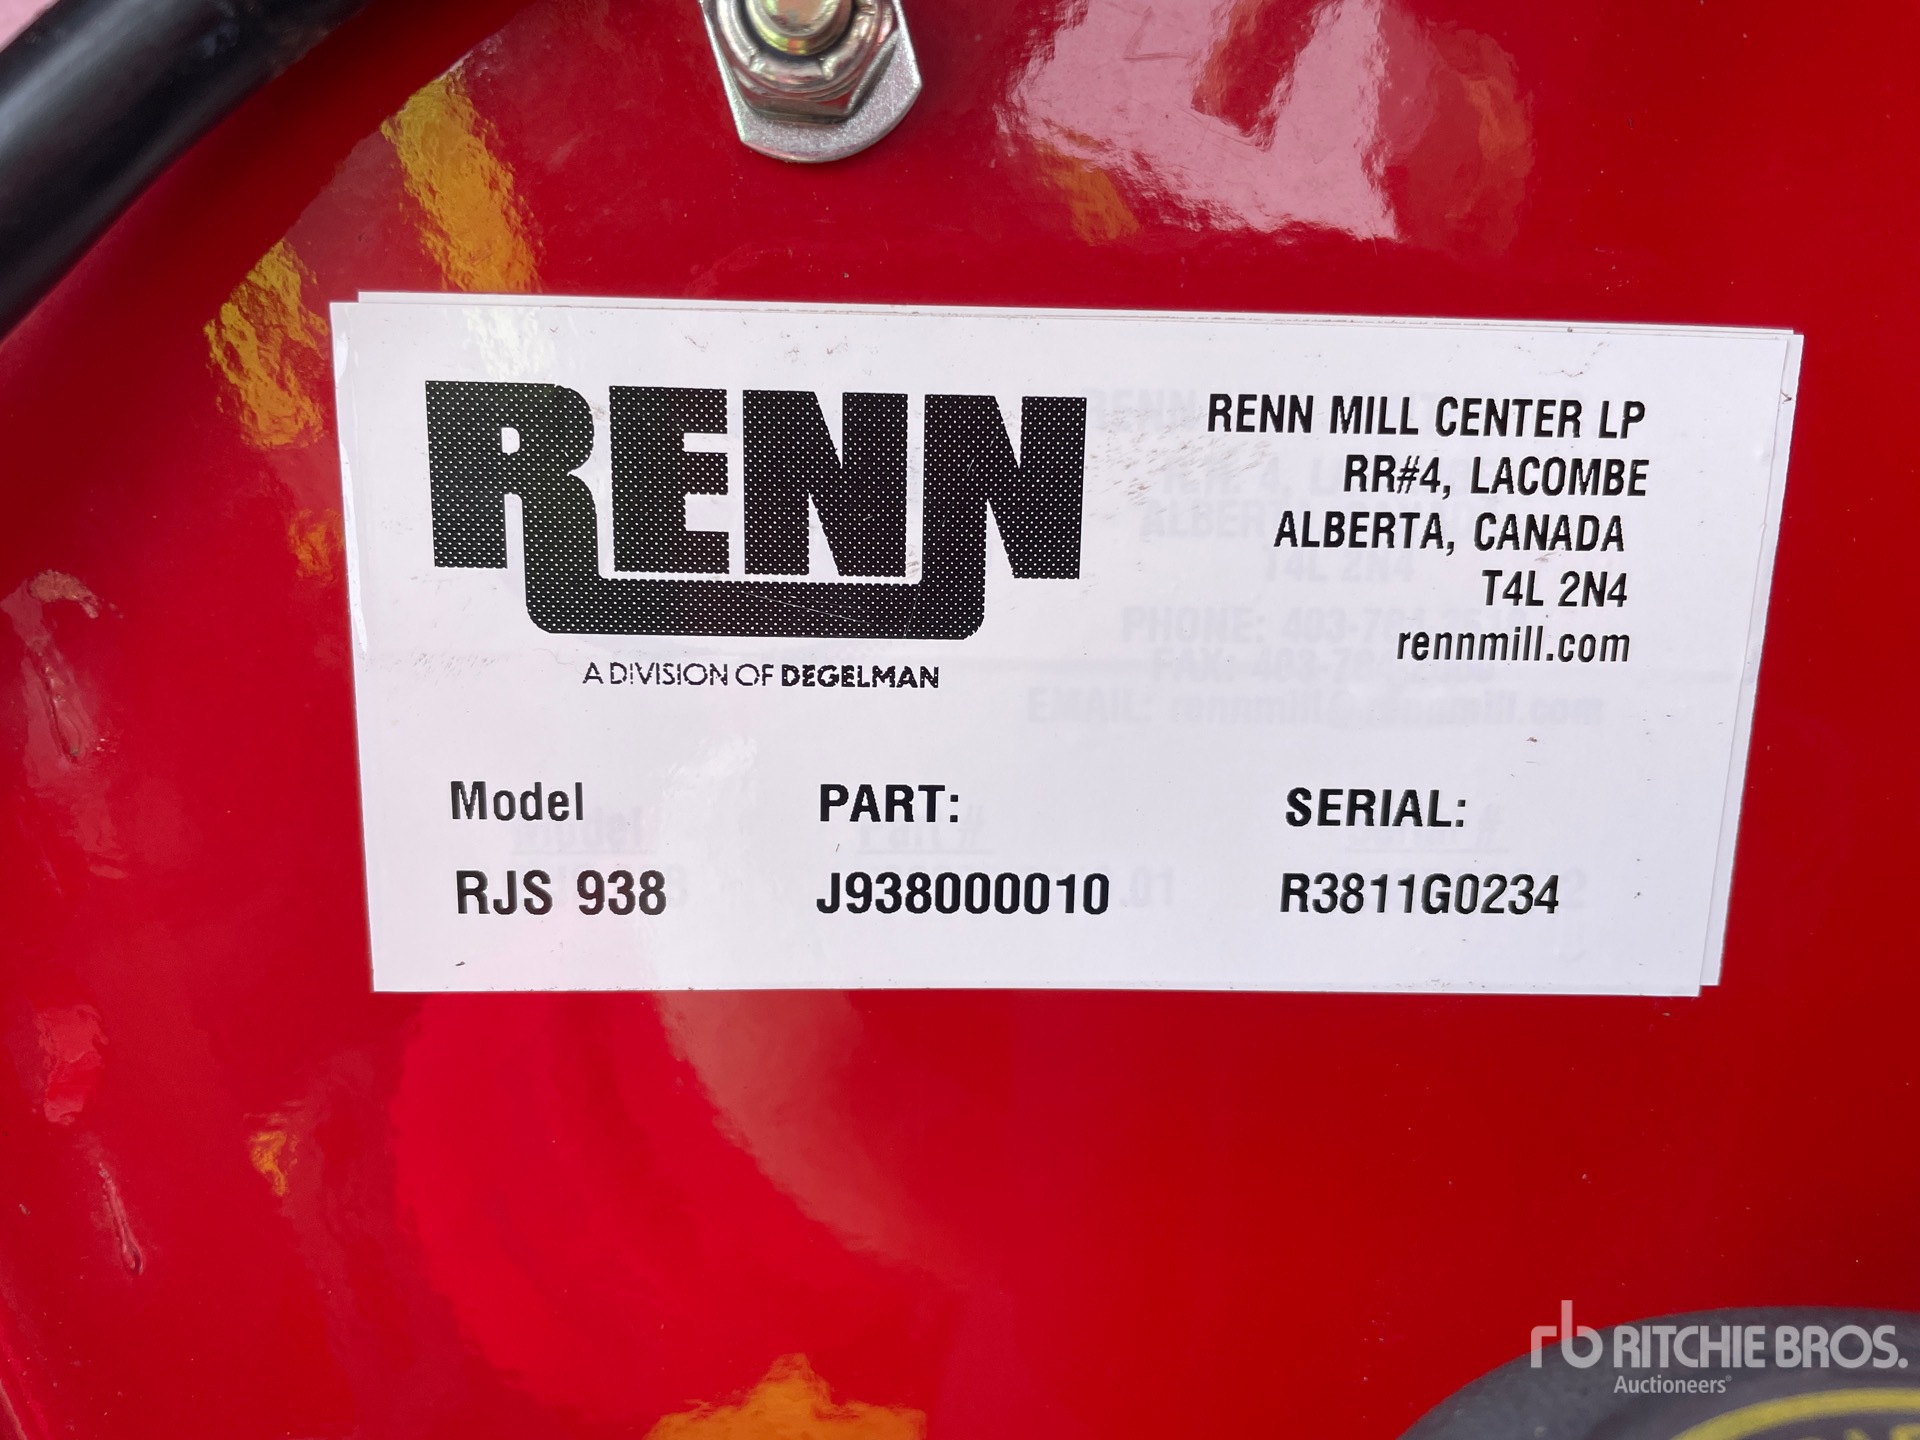 RENN
A DIVISION OF DEGELMAN
RENN MILL CENTER LP
RR#4, LACOMBE
ALBERTA, CANADA
T4L 2N4
rennmill.com
Model PART: SERIAL:
RJS 938 J938000010 R3811G0234
rb RITCHIE BROS.
Auctioneers